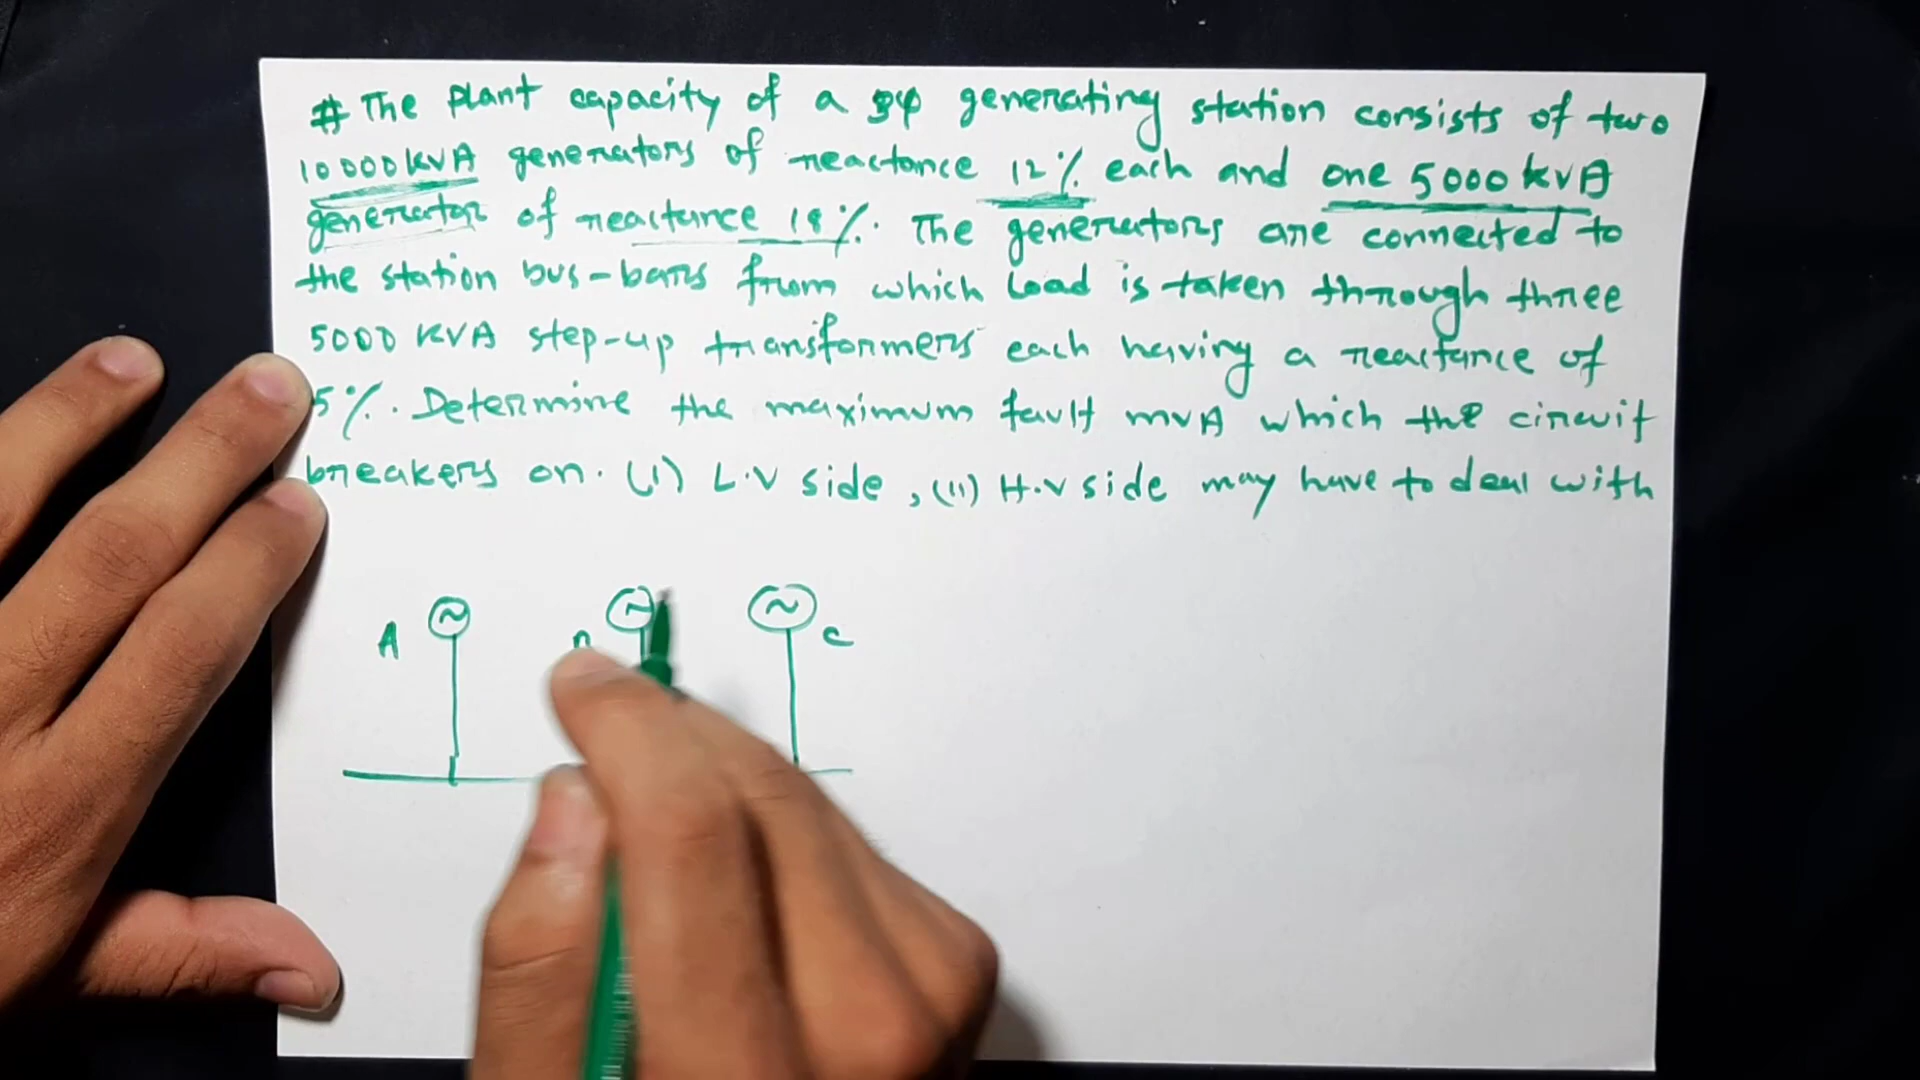 # The plant capacity of a 3φ generating station consists of two
10000 KVA generators of reactance 12% each and one 5000 KVA
generator of reactance 18%. The generators are connected to
the station bus-bars from which load is taken through three
5000 KVA step-up transformers each having a reactance of
5%. Determine the maximum fault MVA which the circuit
breakers on. (i) L.V side, (ii) H.V side may have to deal with
A
C